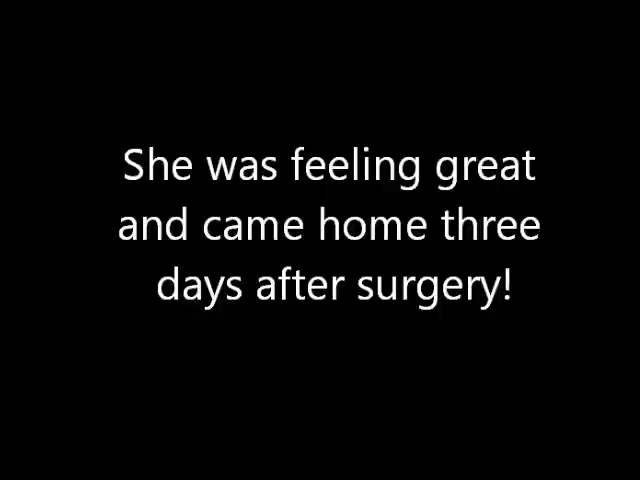 She was feeling great
and came home three
days after surgery!